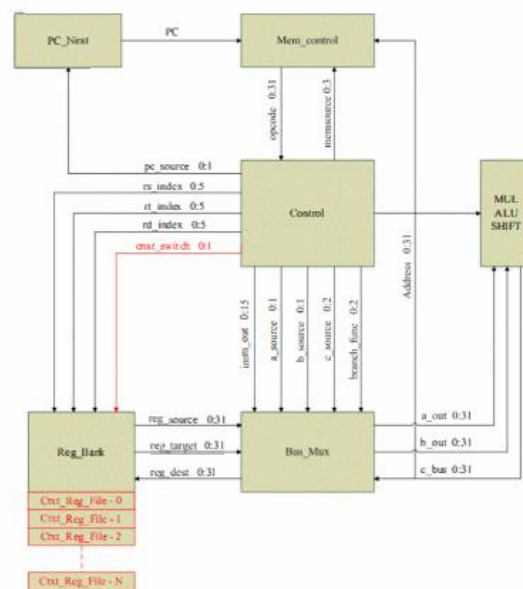 PC_Next
PC
Mem_control
opcode 0:31
memsource 0:3
pc_source 0:1
rs_index 0:5
rt_index 0:5
rd_index 0:5
cnxt_switch 0:1
Control
MUL
ALU
SHIFT
Address 0:31
imm_out 0:15
a_source 0:1
b_source 0:1
c_source 0:2
branch_func 0:2
Reg_Bank
reg_source 0:31
reg_target 0:31
reg_dest 0:31
Bus_Mux
a_out 0:31
b_out 0:31
c_bus 0:31
Ctxt_Reg_File - 0
Ctxt_Reg_File - 1
Ctxt_Reg_File - 2
Ctxt_Reg_File - N